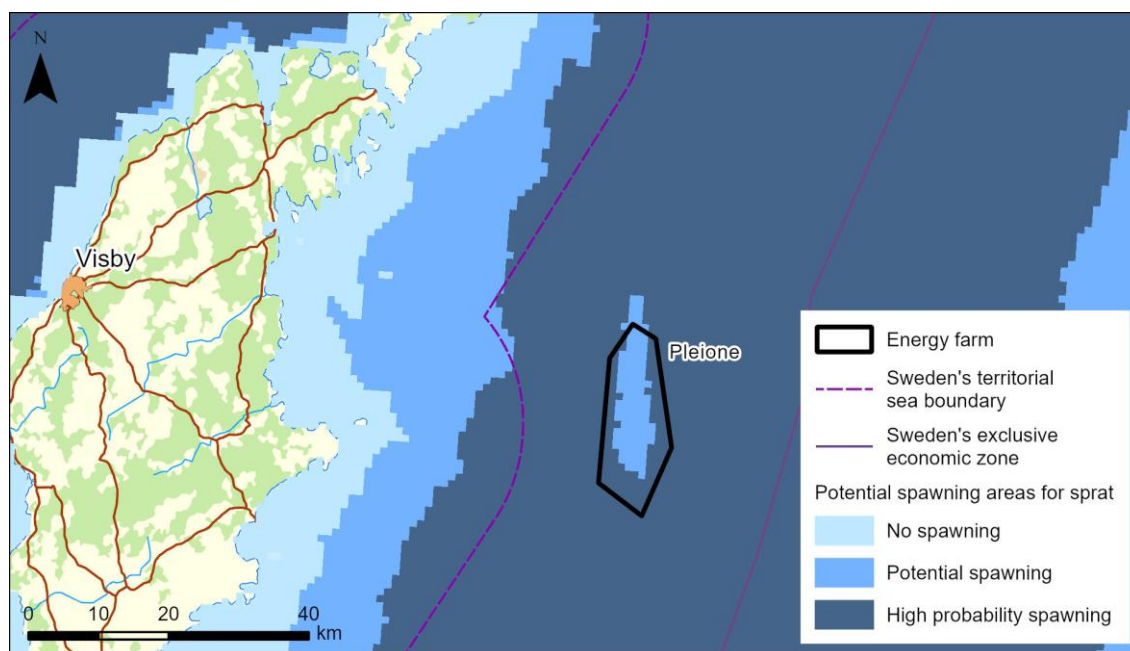 N
Visby
Pleione
Energy farm
Sweden's territorial
sea boundary
Sweden's exclusive
economic zone
Potential spawning areas for sprat
No spawning
Potential spawning
High probability spawning
0 10 20 40
km